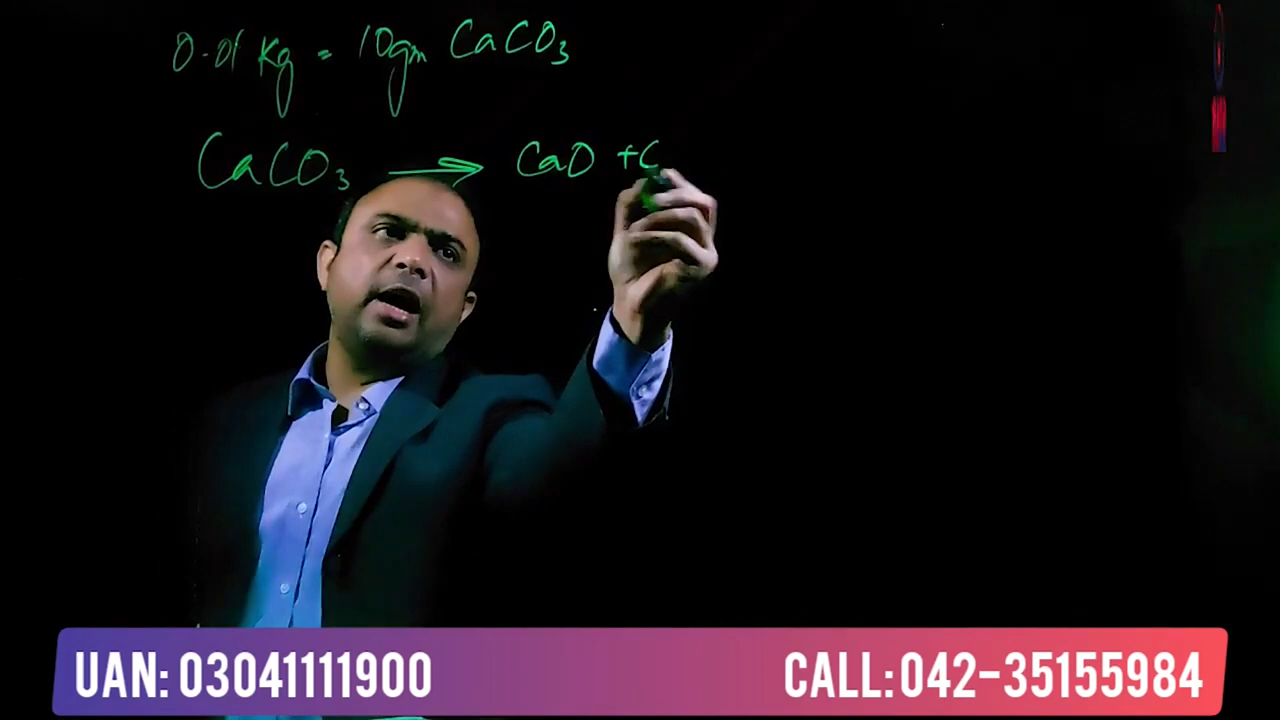 0.01 Kg = 10gm CaCO₃
CaCO₃ → CaO + C
UAN: 03041111900
CALL: 042-35155984